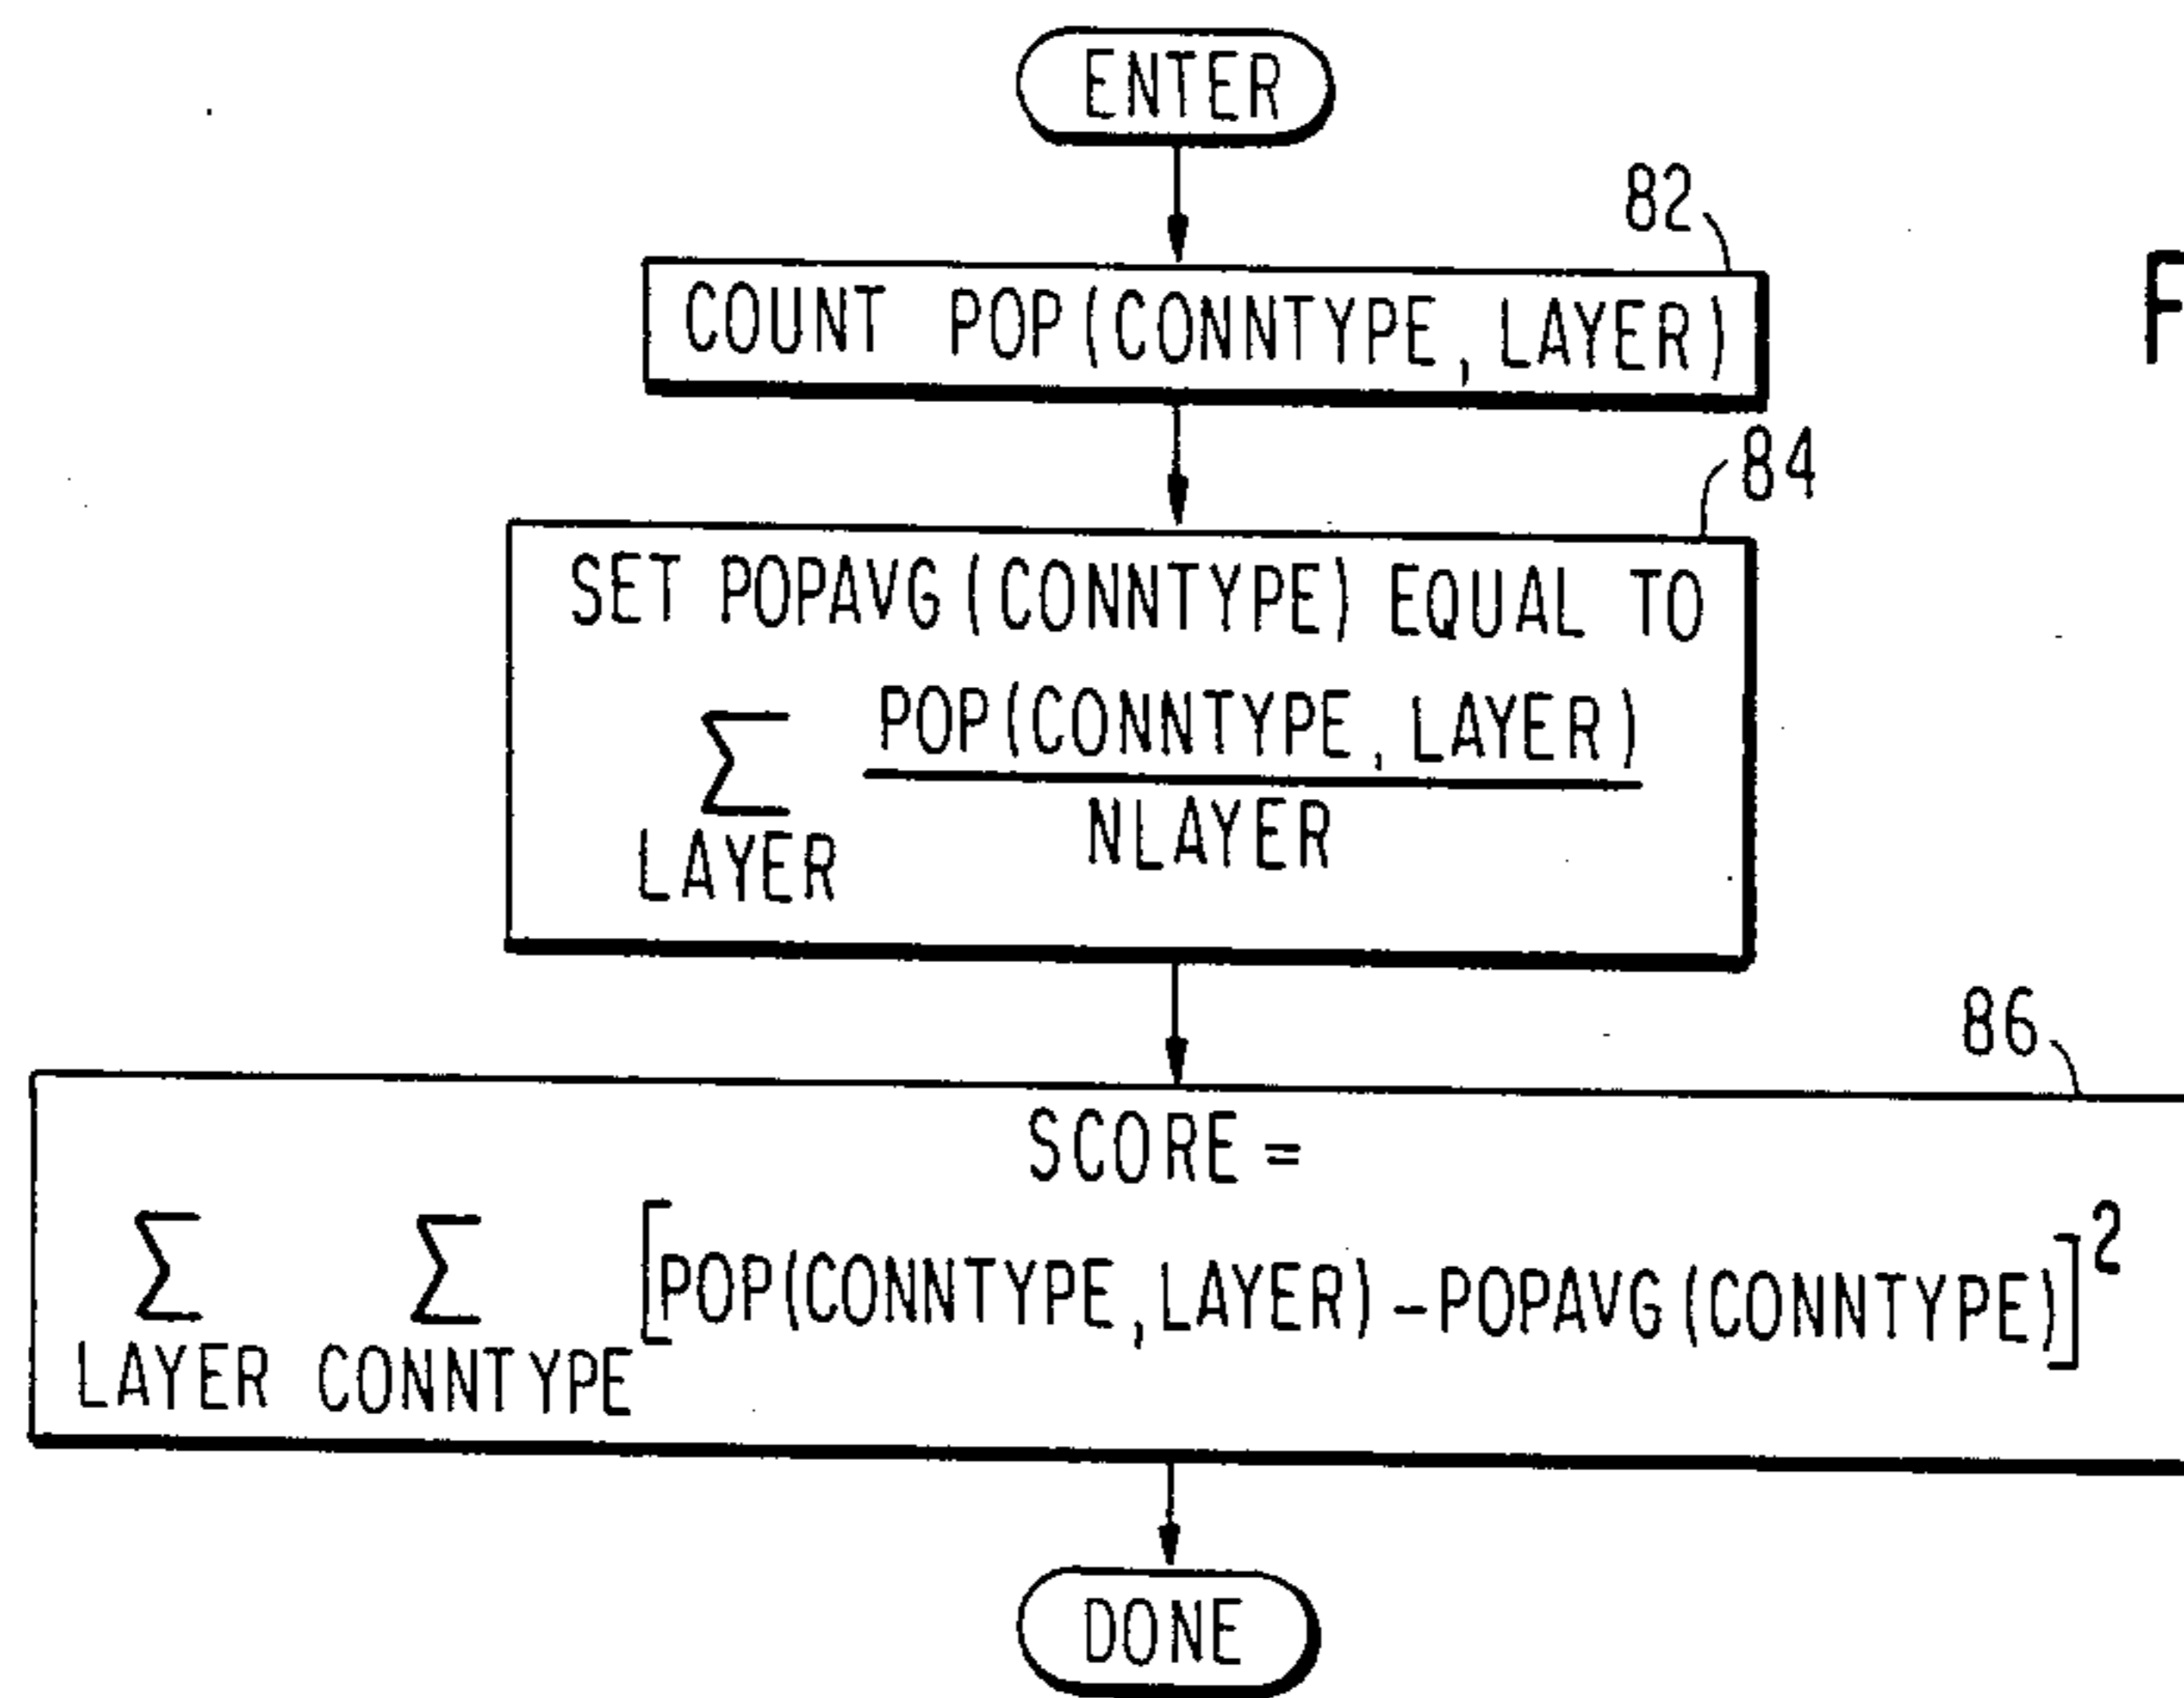 ENTER
82
COUNT POP(CONNTYPE, LAYER)
84
SET POPAVG(CONNTYPE) EQUAL TO
∑ POP(CONNTYPE, LAYER)
LAYER NLAYER
86
SCORE =
∑ ∑ [POP(CONNTYPE, LAYER) - POPAVG(CONNTYPE)]²
LAYER CONNTYPE
DONE